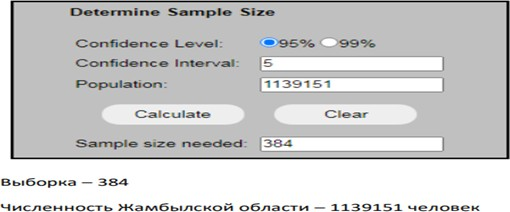 Determine Sample Size
Confidence Level: 95% 99%
Confidence Interval: 5
Population: 1139151
Calculate Clear
Sample size needed: 384
Выборка – 384
Численность Жамбылской области – 1139151 человек